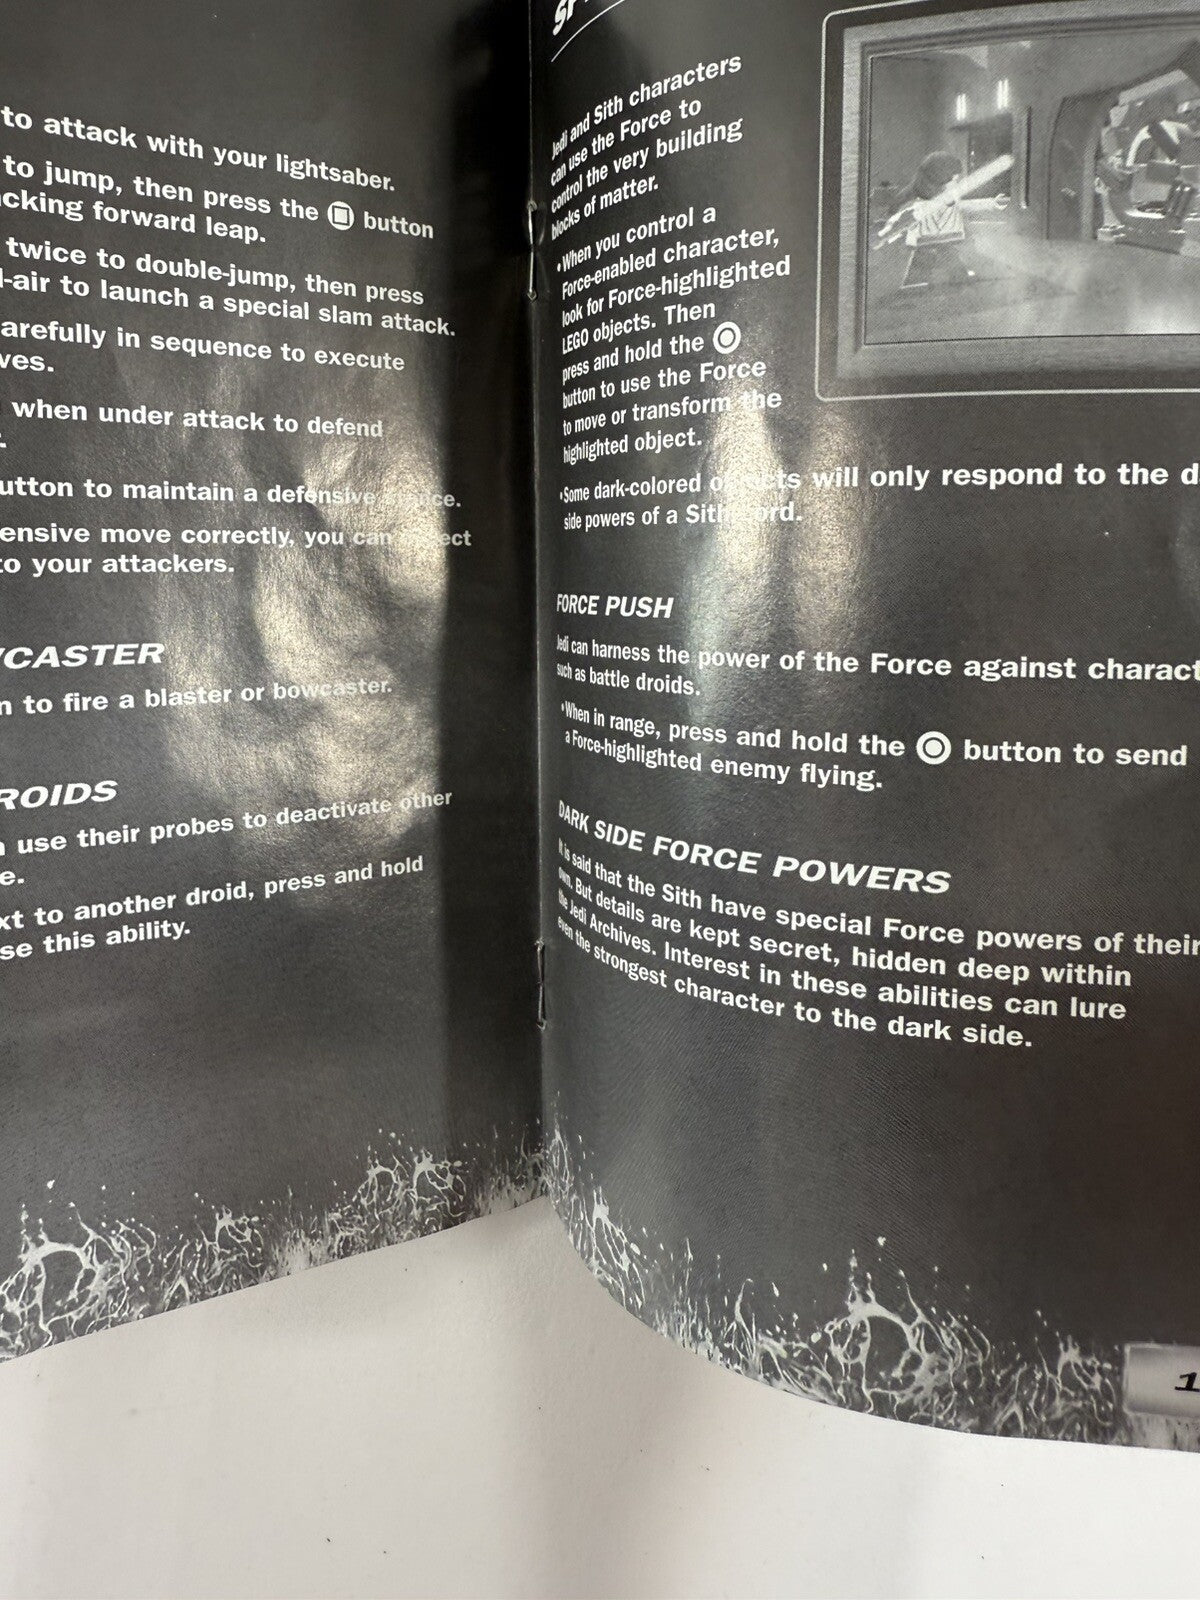 to attack with your lightsaber.
to jump, then press the button
acking forward leap.
twice to double-jump, then press
-air to launch a special slam attack.
arefully in sequence to execute
ves.
when under attack to defend
utton to maintain a defensive
ensive move correctly, you can
to your attackers.
CASTER
n to fire a blaster or bowcaster.
ROIDS
use their probes to deactivate other
e.
xt to another droid, press and hold
se this ability.
Jedi and Sith characters
can use the Force to
control the very building
blocks of matter.
•When you control a
Force-enabled character,
look for Force-highlighted
LEGO objects. Then
press and hold the
button to use the Force
to move or transform the
highlighted object.
•Some dark-colored objects will only respond to the d
side powers of a Sith Lord.
FORCE PUSH
Jedi can harness the power of the Force against charact
such as battle droids.
•When in range, press and hold the button to send
a Force-highlighted enemy flying.
DARK SIDE FORCE POWERS
It is said that the Sith have special Force powers of their
own. But details are kept secret, hidden deep within
the Jedi Archives. Interest in these abilities can lure
even the strongest character to the dark side.
1